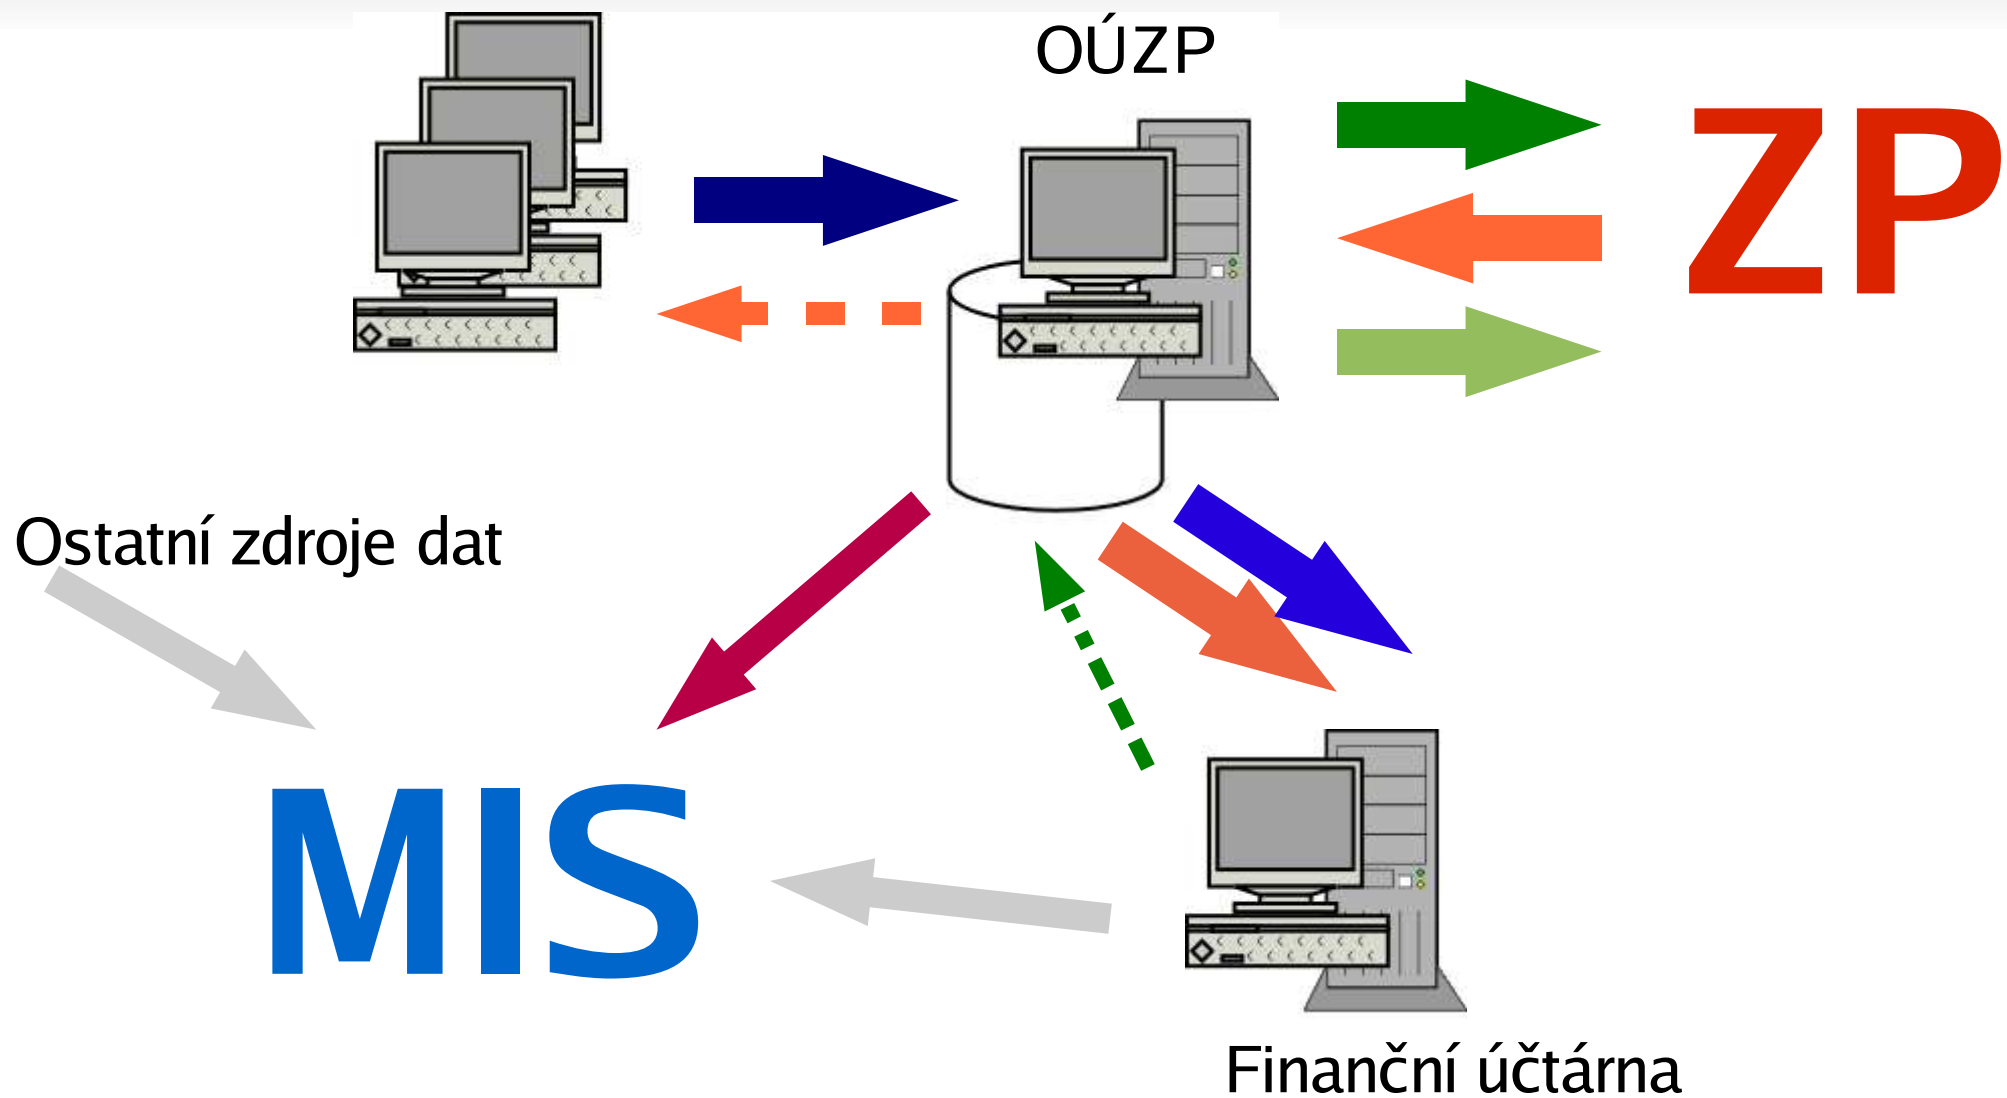 OÚZP
ZP
Ostatní zdroje dat
MIS
Finanční účtárna